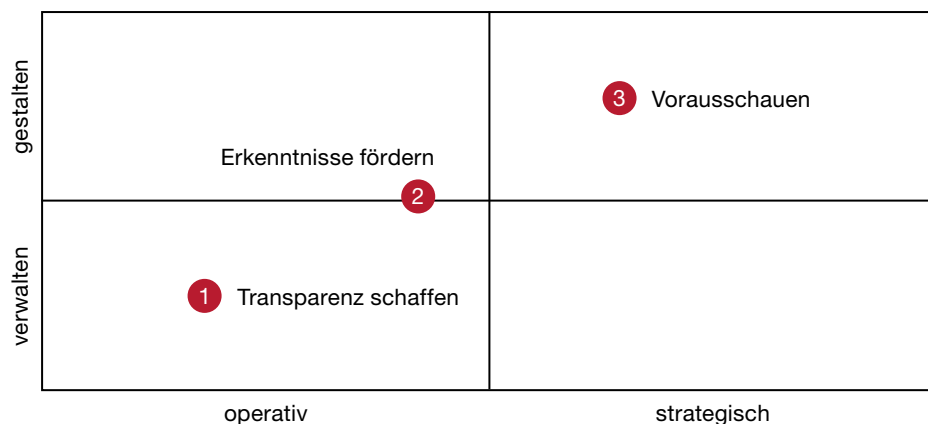 gestalten
3 Vorausschauen
Erkenntnisse fördern
2
verwalten
1 Transparenz schaffen
operativ
strategisch